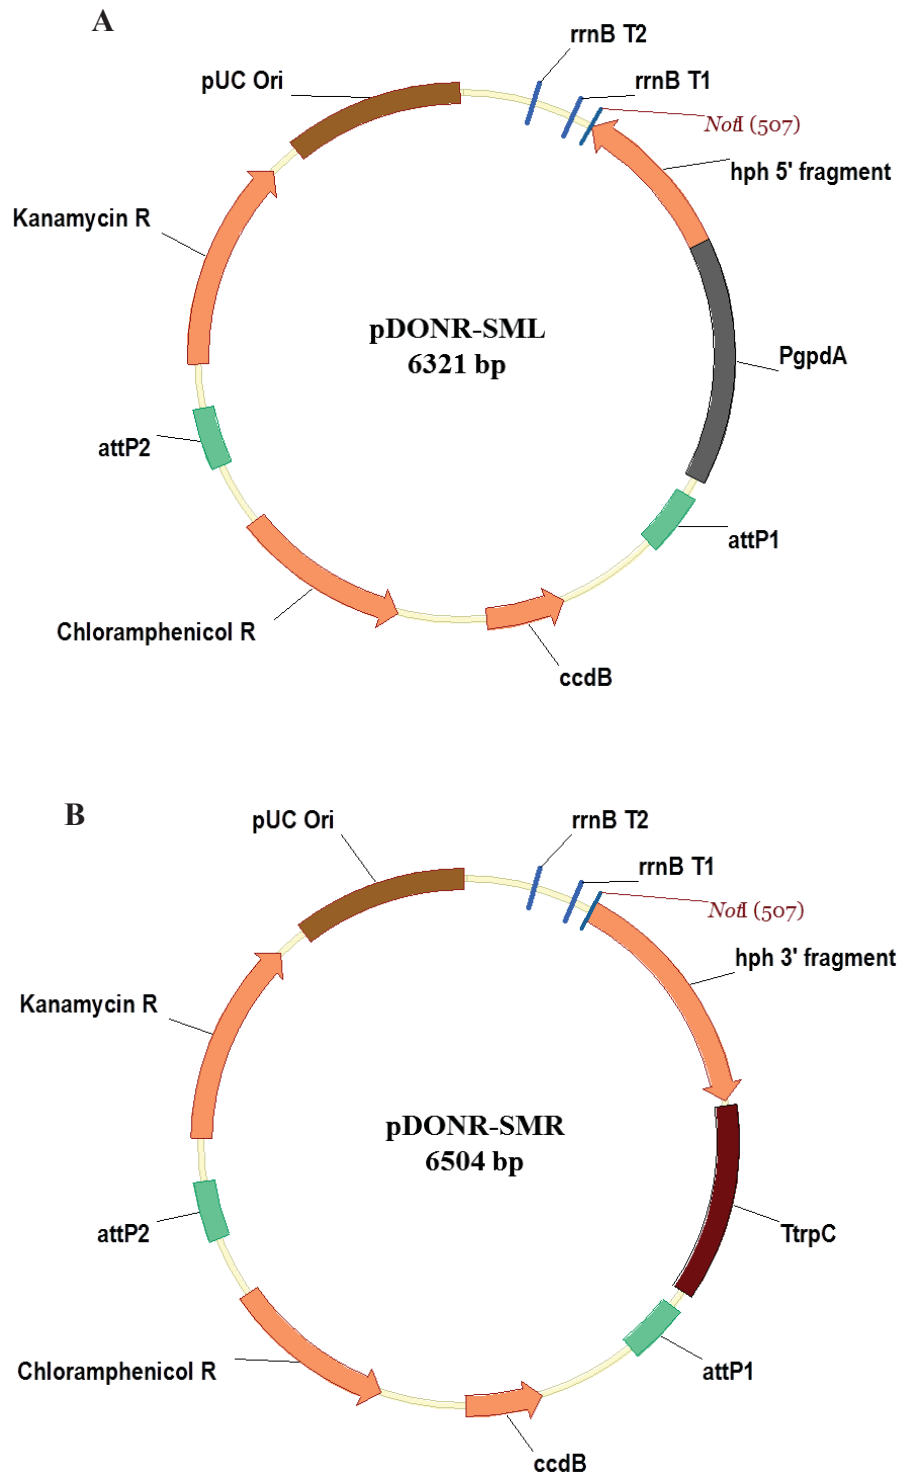 A
rrnB T2
pUC Ori
rrnB T1
NotI (507)
hph 5' fragment
Kanamycin R
pDONR-SML
6321 bp
PgpdA
attP2
attP1
Chloramphenicol R
ccdB
B
pUC Ori
rrnB T2
rrnB T1
NotI (507)
hph 3' fragment
Kanamycin R
pDONR-SMR
6504 bp
attP2
TtrpC
Chloramphenicol R
attP1
ccdB